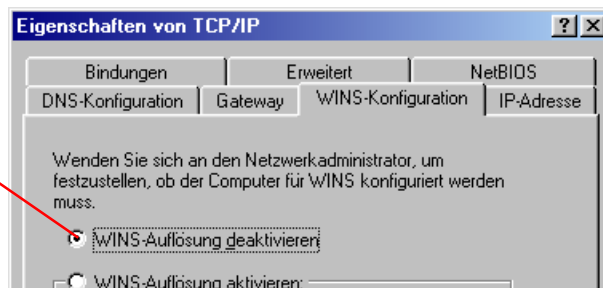 Eigenschaften von TCP/IP
Bindungen Erweitert NetBIOS
DNS-Konfiguration Gateway WINS-Konfiguration IP-Adresse
Wenden Sie sich an den Netzwerkadministrator, um
festzustellen, ob der Computer für WINS konfiguriert werden
muss.
WINS-Auflösung deaktivieren
WINS-Auflösung aktivieren: